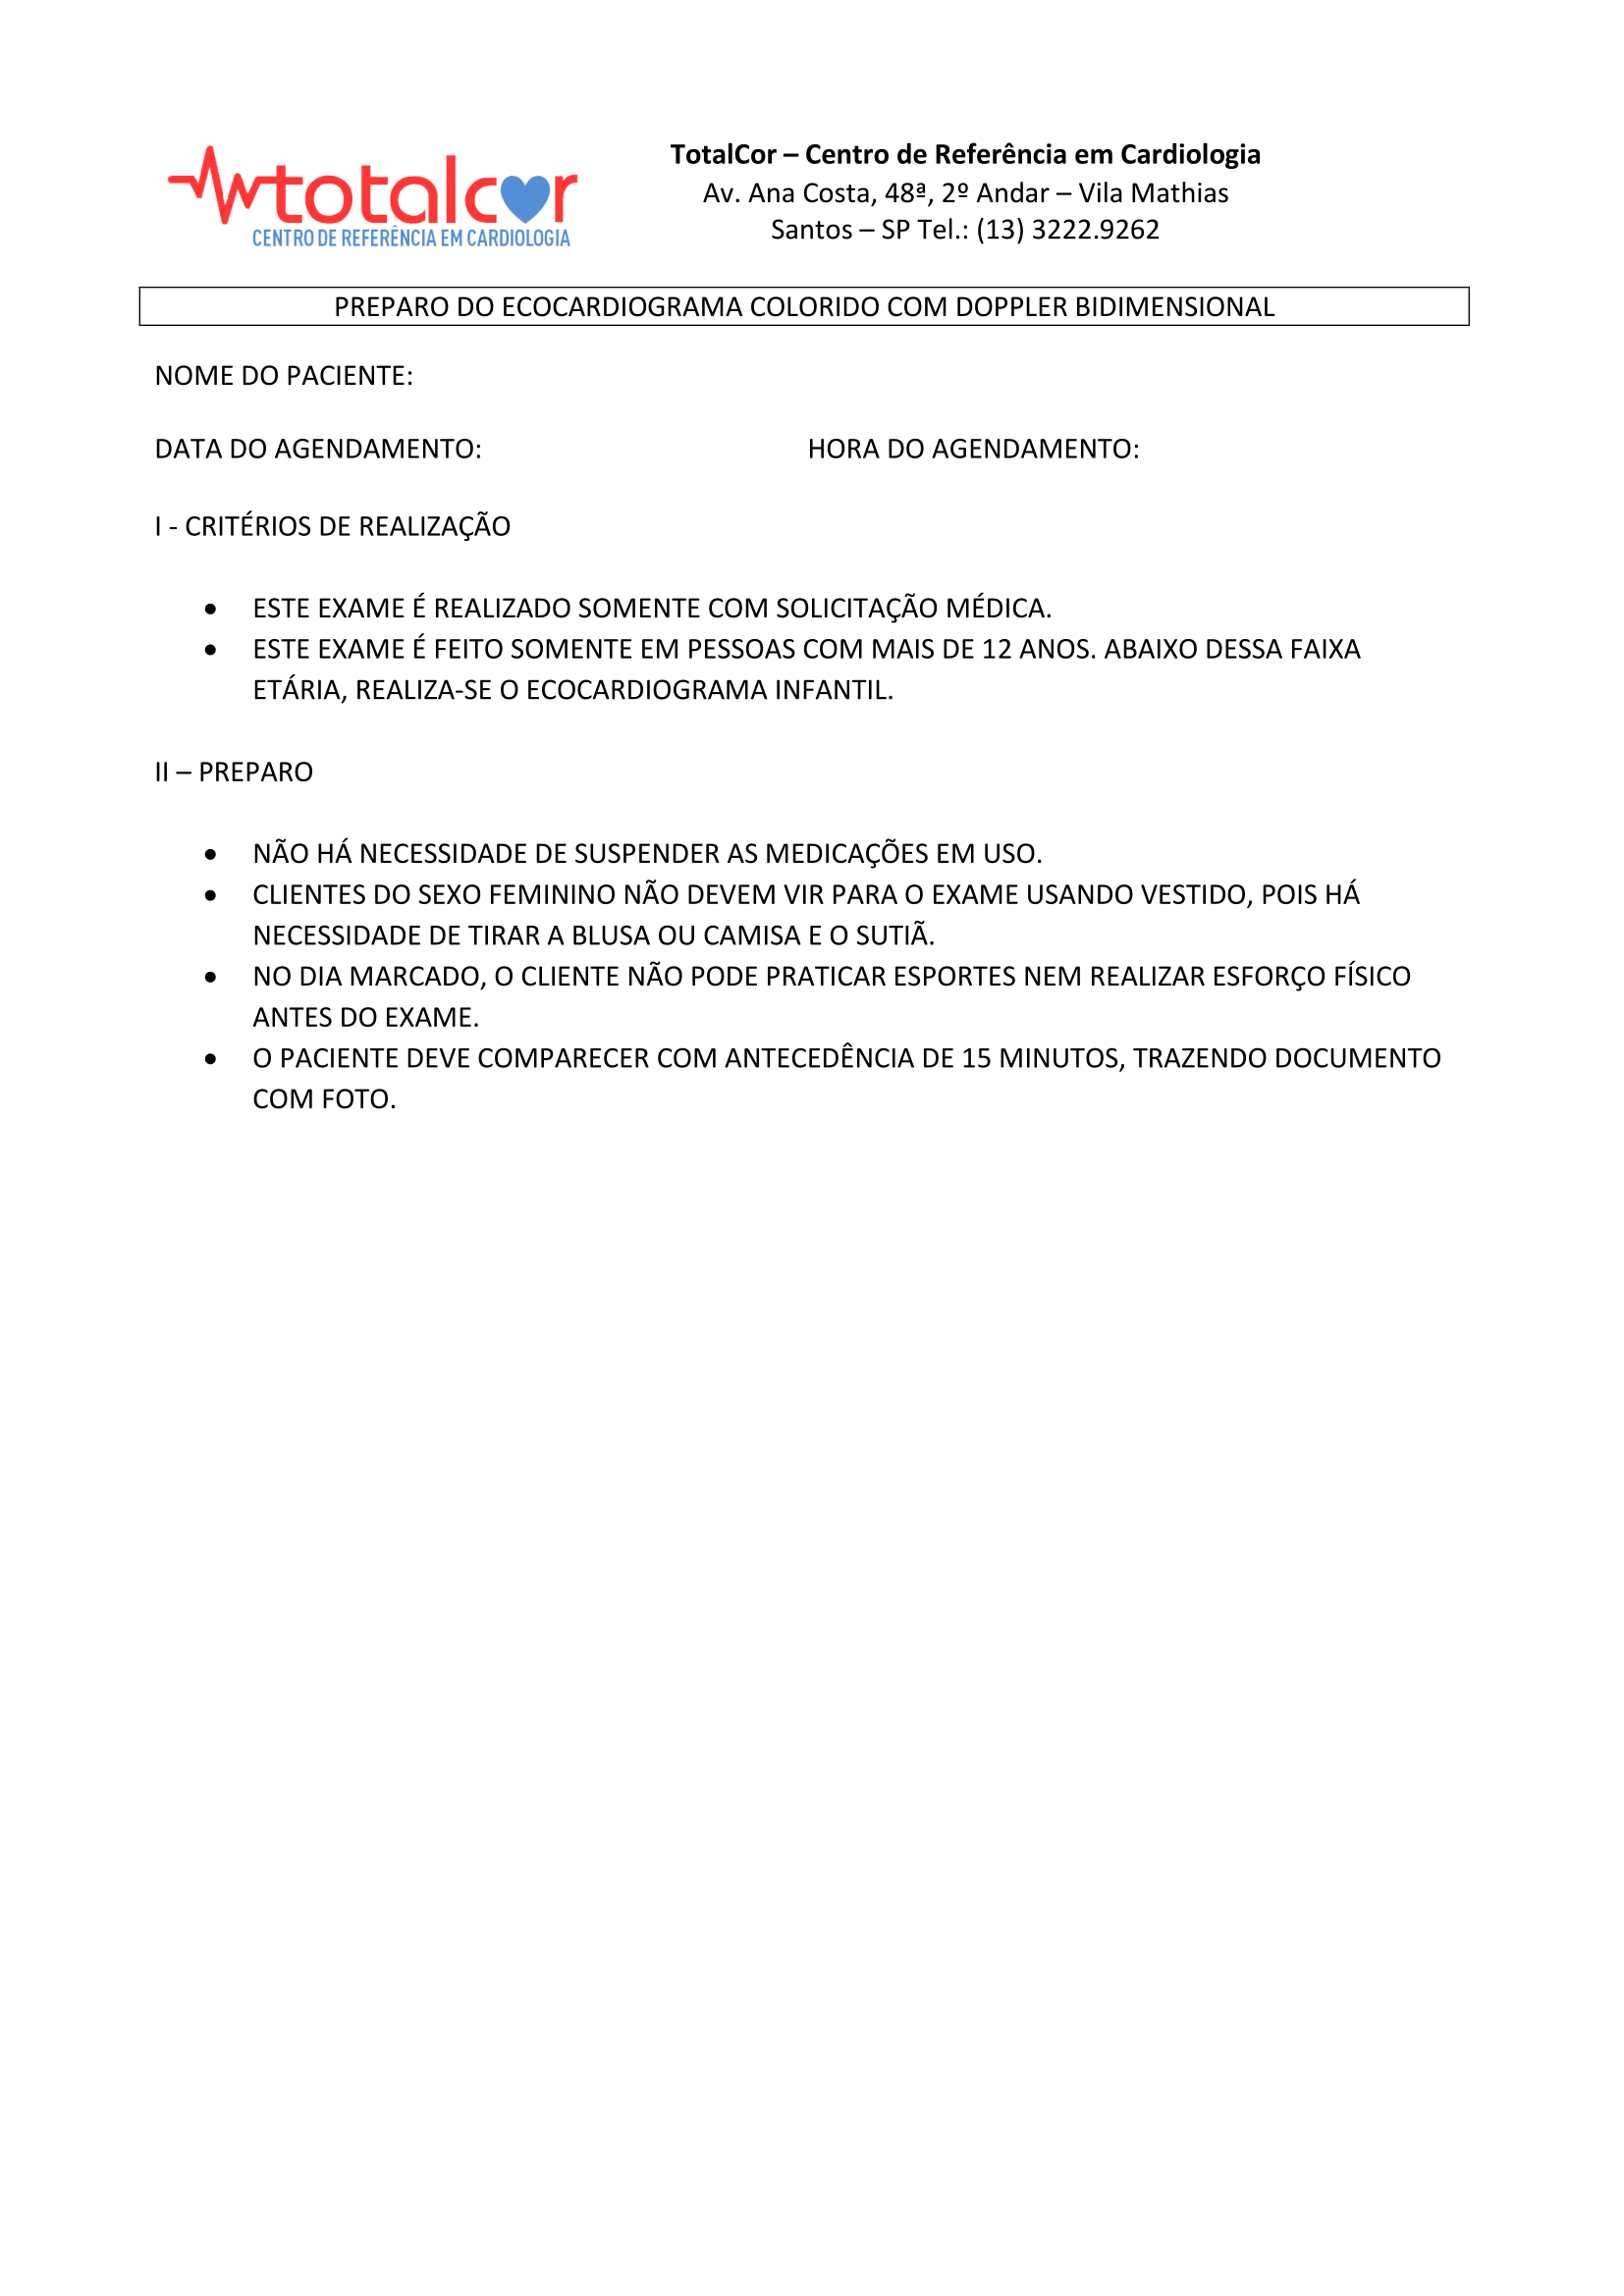 totalcor
CENTRO DE REFERÊNCIA EM CARDIOLOGIA
TotalCor – Centro de Referência em Cardiologia
Av. Ana Costa, 48ª, 2º Andar – Vila Mathias
Santos – SP Tel.: (13) 3222.9262
PREPARO DO ECOCARDIOGRAMA COLORIDO COM DOPPLER BIDIMENSIONAL
NOME DO PACIENTE:
DATA DO AGENDAMENTO: HORA DO AGENDAMENTO:
I - CRITÉRIOS DE REALIZAÇÃO
• ESTE EXAME É REALIZADO SOMENTE COM SOLICITAÇÃO MÉDICA.
• ESTE EXAME É FEITO SOMENTE EM PESSOAS COM MAIS DE 12 ANOS. ABAIXO DESSA FAIXA
ETÁRIA, REALIZA-SE O ECOCARDIOGRAMA INFANTIL.
II – PREPARO
• NÃO HÁ NECESSIDADE DE SUSPENDER AS MEDICAÇÕES EM USO.
• CLIENTES DO SEXO FEMININO NÃO DEVEM VIR PARA O EXAME USANDO VESTIDO, POIS HÁ
NECESSIDADE DE TIRAR A BLUSA OU CAMISA E O SUTIÃ.
• NO DIA MARCADO, O CLIENTE NÃO PODE PRATICAR ESPORTES NEM REALIZAR ESFORÇO FÍSICO
ANTES DO EXAME.
• O PACIENTE DEVE COMPARECER COM ANTECEDÊNCIA DE 15 MINUTOS, TRAZENDO DOCUMENTO
COM FOTO.